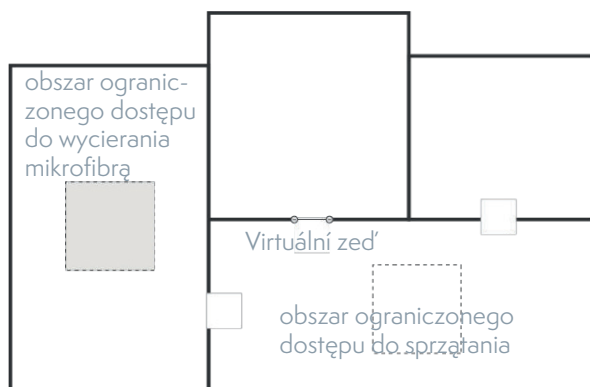 obszar ogranic-
zonego dostępu
do wycierania
mikrofibrą
Virtuální zeď
obszar ograniczonego
dostępu do sprzątania